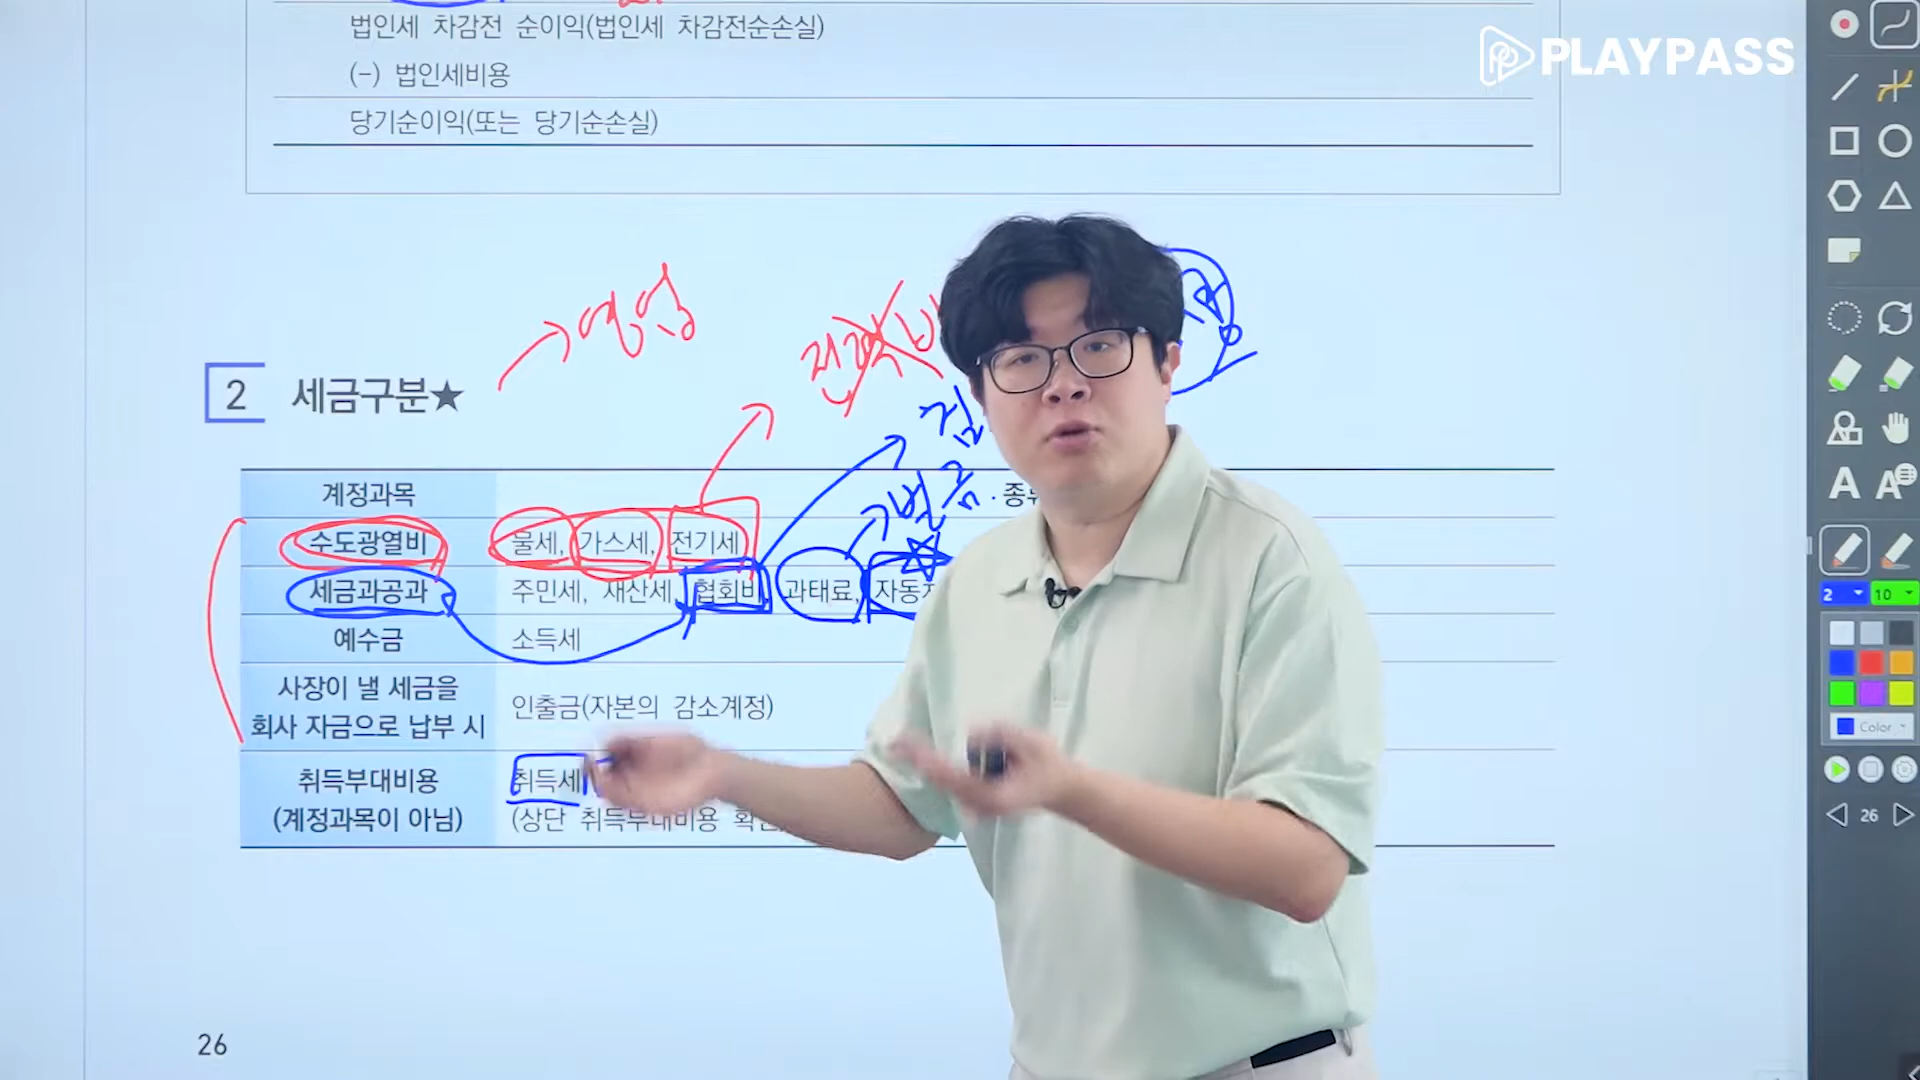 법인세 차감전 순이익(법인세 차감전순손실)
(-) 법인세비용
당기순이익(또는 당기순손실)
PLAYPASS
2 세금구분★
계정과목
수도광열비 물세, 가스세, 전기세
세금과공과 주민세, 재산세, 협회비, 과태료,
예수금 소득세
사장이 낼 세금을
회사 자금으로 납부 시
인출금(자본의 감소계정)
취득부대비용
(계정과목이 아님)
취득세
(상단 취득부대비용
26
2
10
Color
26